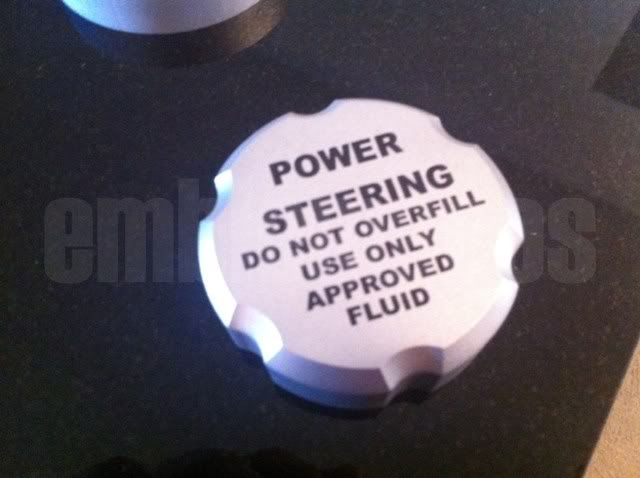 POWER
STEERING
DO NOT OVERFILL
USE ONLY
APPROVED
FLUID